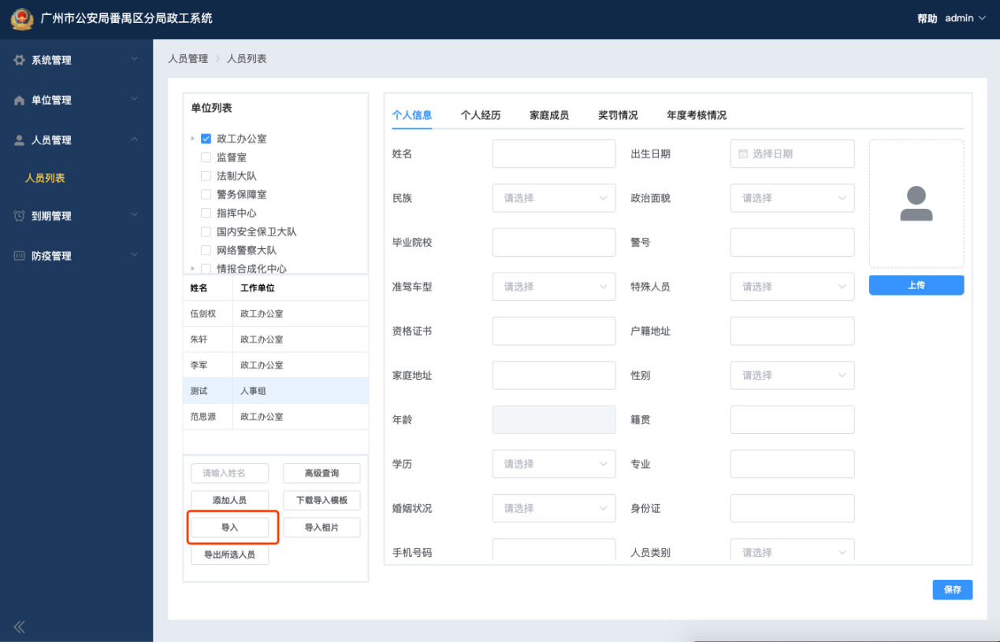 广州市公安局番禺区分局政工系统
帮助 admin
系统管理
单位管理
人员管理
人员列表
到期管理
防疫管理
人员管理 > 人员列表
单位列表
政工办公室
监督室
法制大队
警务保障室
指挥中心
国内安全保卫大队
网络警察大队
情报合成化中心
姓名 工作单位
伍剑权 政工办公室
朱轩 政工办公室
李军 政工办公室
测试 人事组
范思源 政工办公室
请输入姓名 高级查询
添加人员 下载导入模板
导入 导入相片
导出所选人员
个人信息 个人经历 家庭成员 奖罚情况 年度考核情况
姓名 出生日期 选择日期
民族 请选择 政治面貌 请选择
毕业院校 警号
准驾车型 请选择 特殊人员 请选择
上传
资格证书 户籍地址
家庭地址 性别 请选择
年龄 籍贯
学历 请选择 专业
婚姻状况 请选择 身份证
手机号码 人员类别 请选择
保存